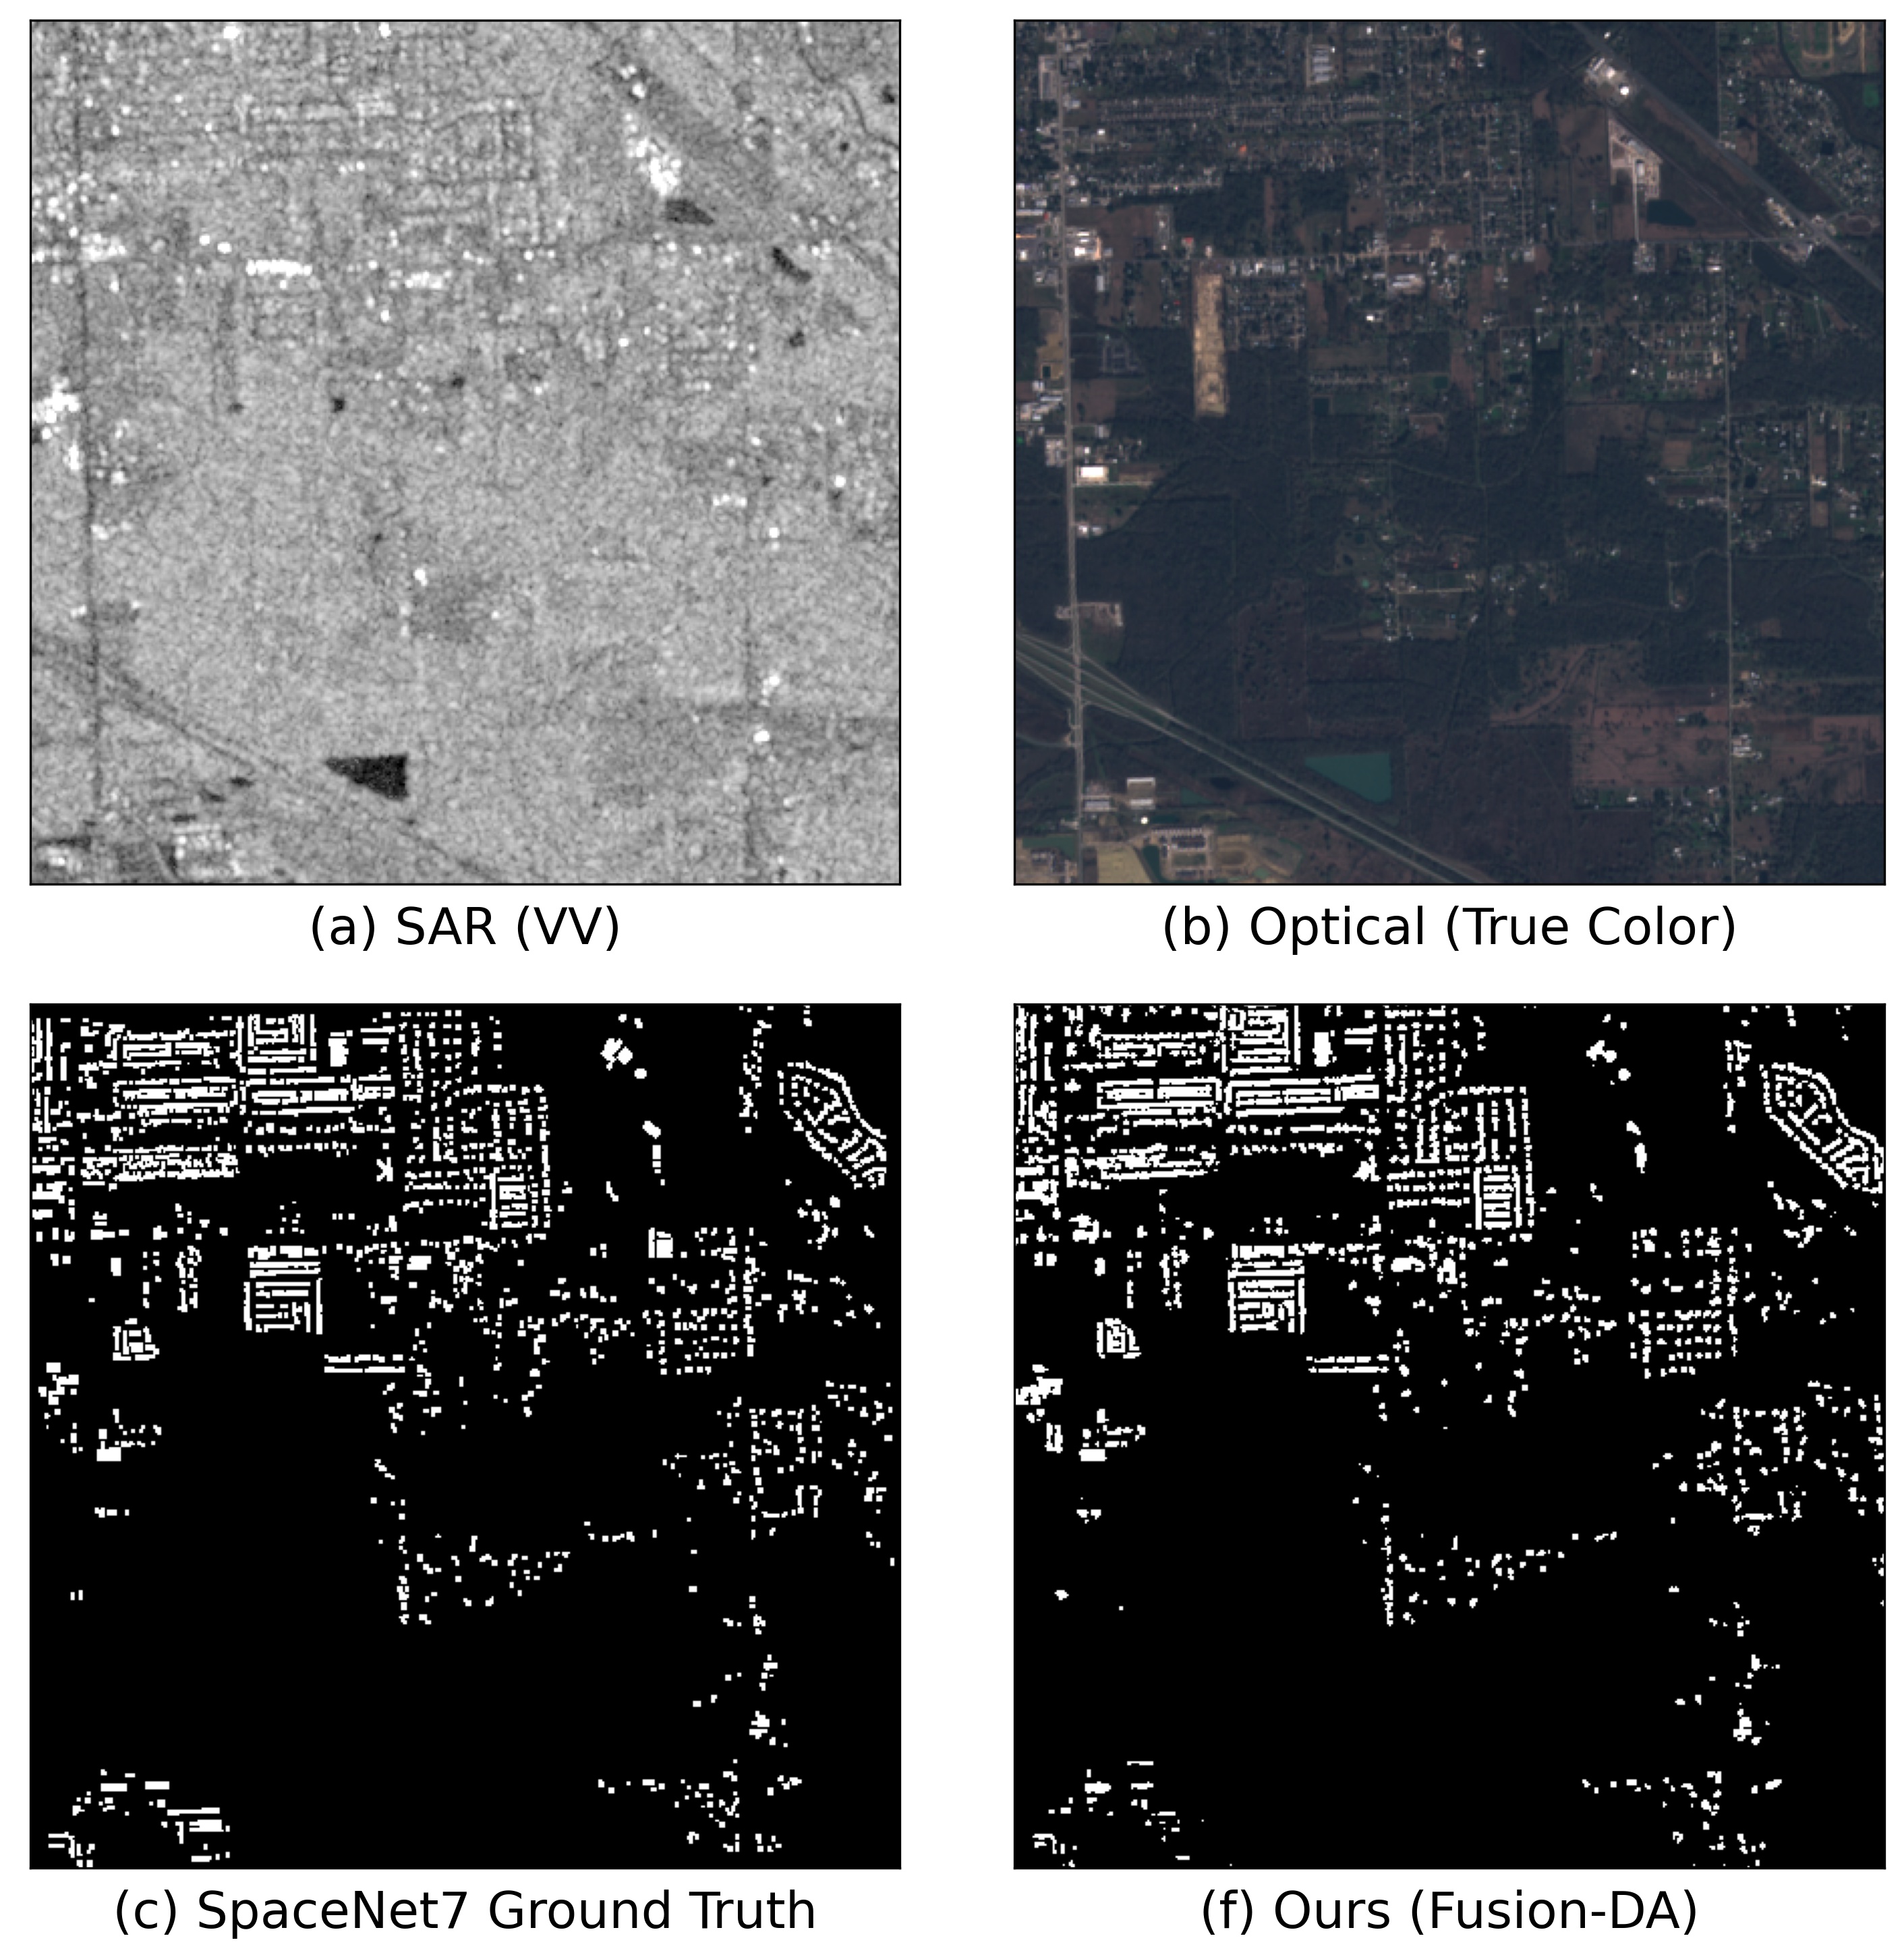 (a) SAR (VV)
(b) Optical (True Color)
(c) SpaceNet7 Ground Truth
(f) Ours (Fusion-DA)